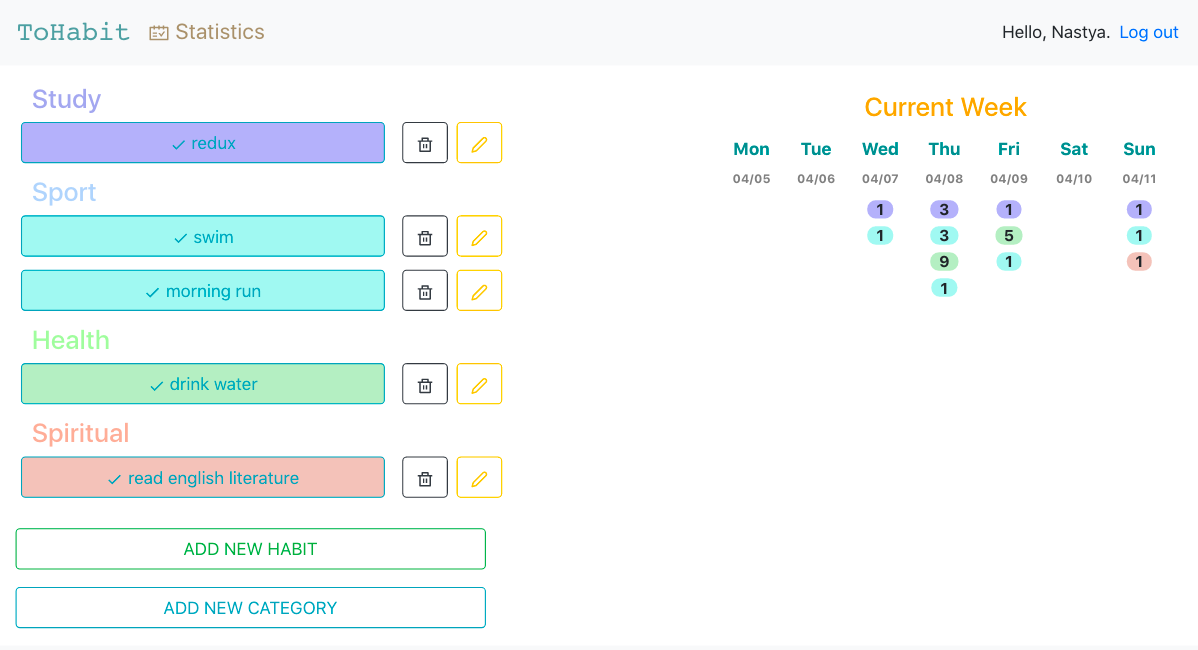 ToHabit Statistics Hello, Nastya. Log out
Study
redux
Sport
swim
morning run
Health
drink water
Spiritual
read english literature
ADD NEW HABIT
ADD NEW CATEGORY
Current Week
Mon Tue Wed Thu Fri Sat Sun
04/05 04/06 04/07 04/08 04/09 04/10 04/11
1 3 1 1
1 3 5 1
9 1 1
1